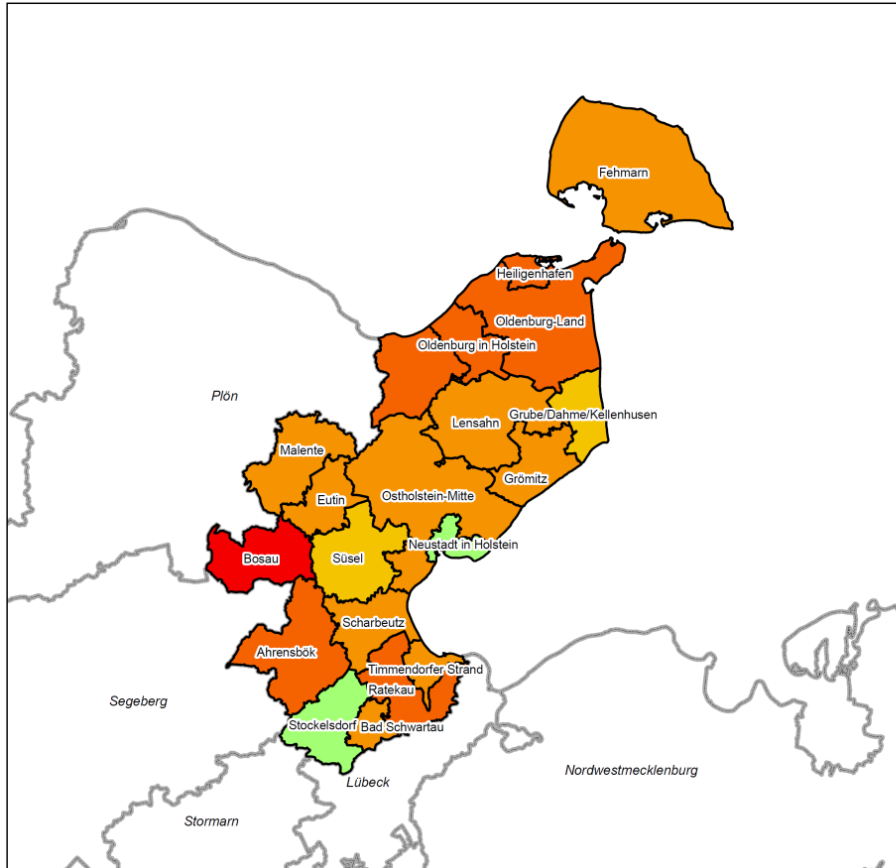 Fehmarn
Heiligenhafen
Oldenburg-Land
Oldenburg in Holstein
Plön
Lensahn
Grube/Dahme/Kellenhusen
Malente
Grömitz
Eutin
Ostholstein-Mitte
Neustadt in Holstein
Bosau
Süsel
Scharbeutz
Ahrensbök
Timmendorfer Strand
Ratekau
Segeberg
Stockelsdorf
Bad Schwartau
Nordwestmecklenburg
Lübeck
Stormarn